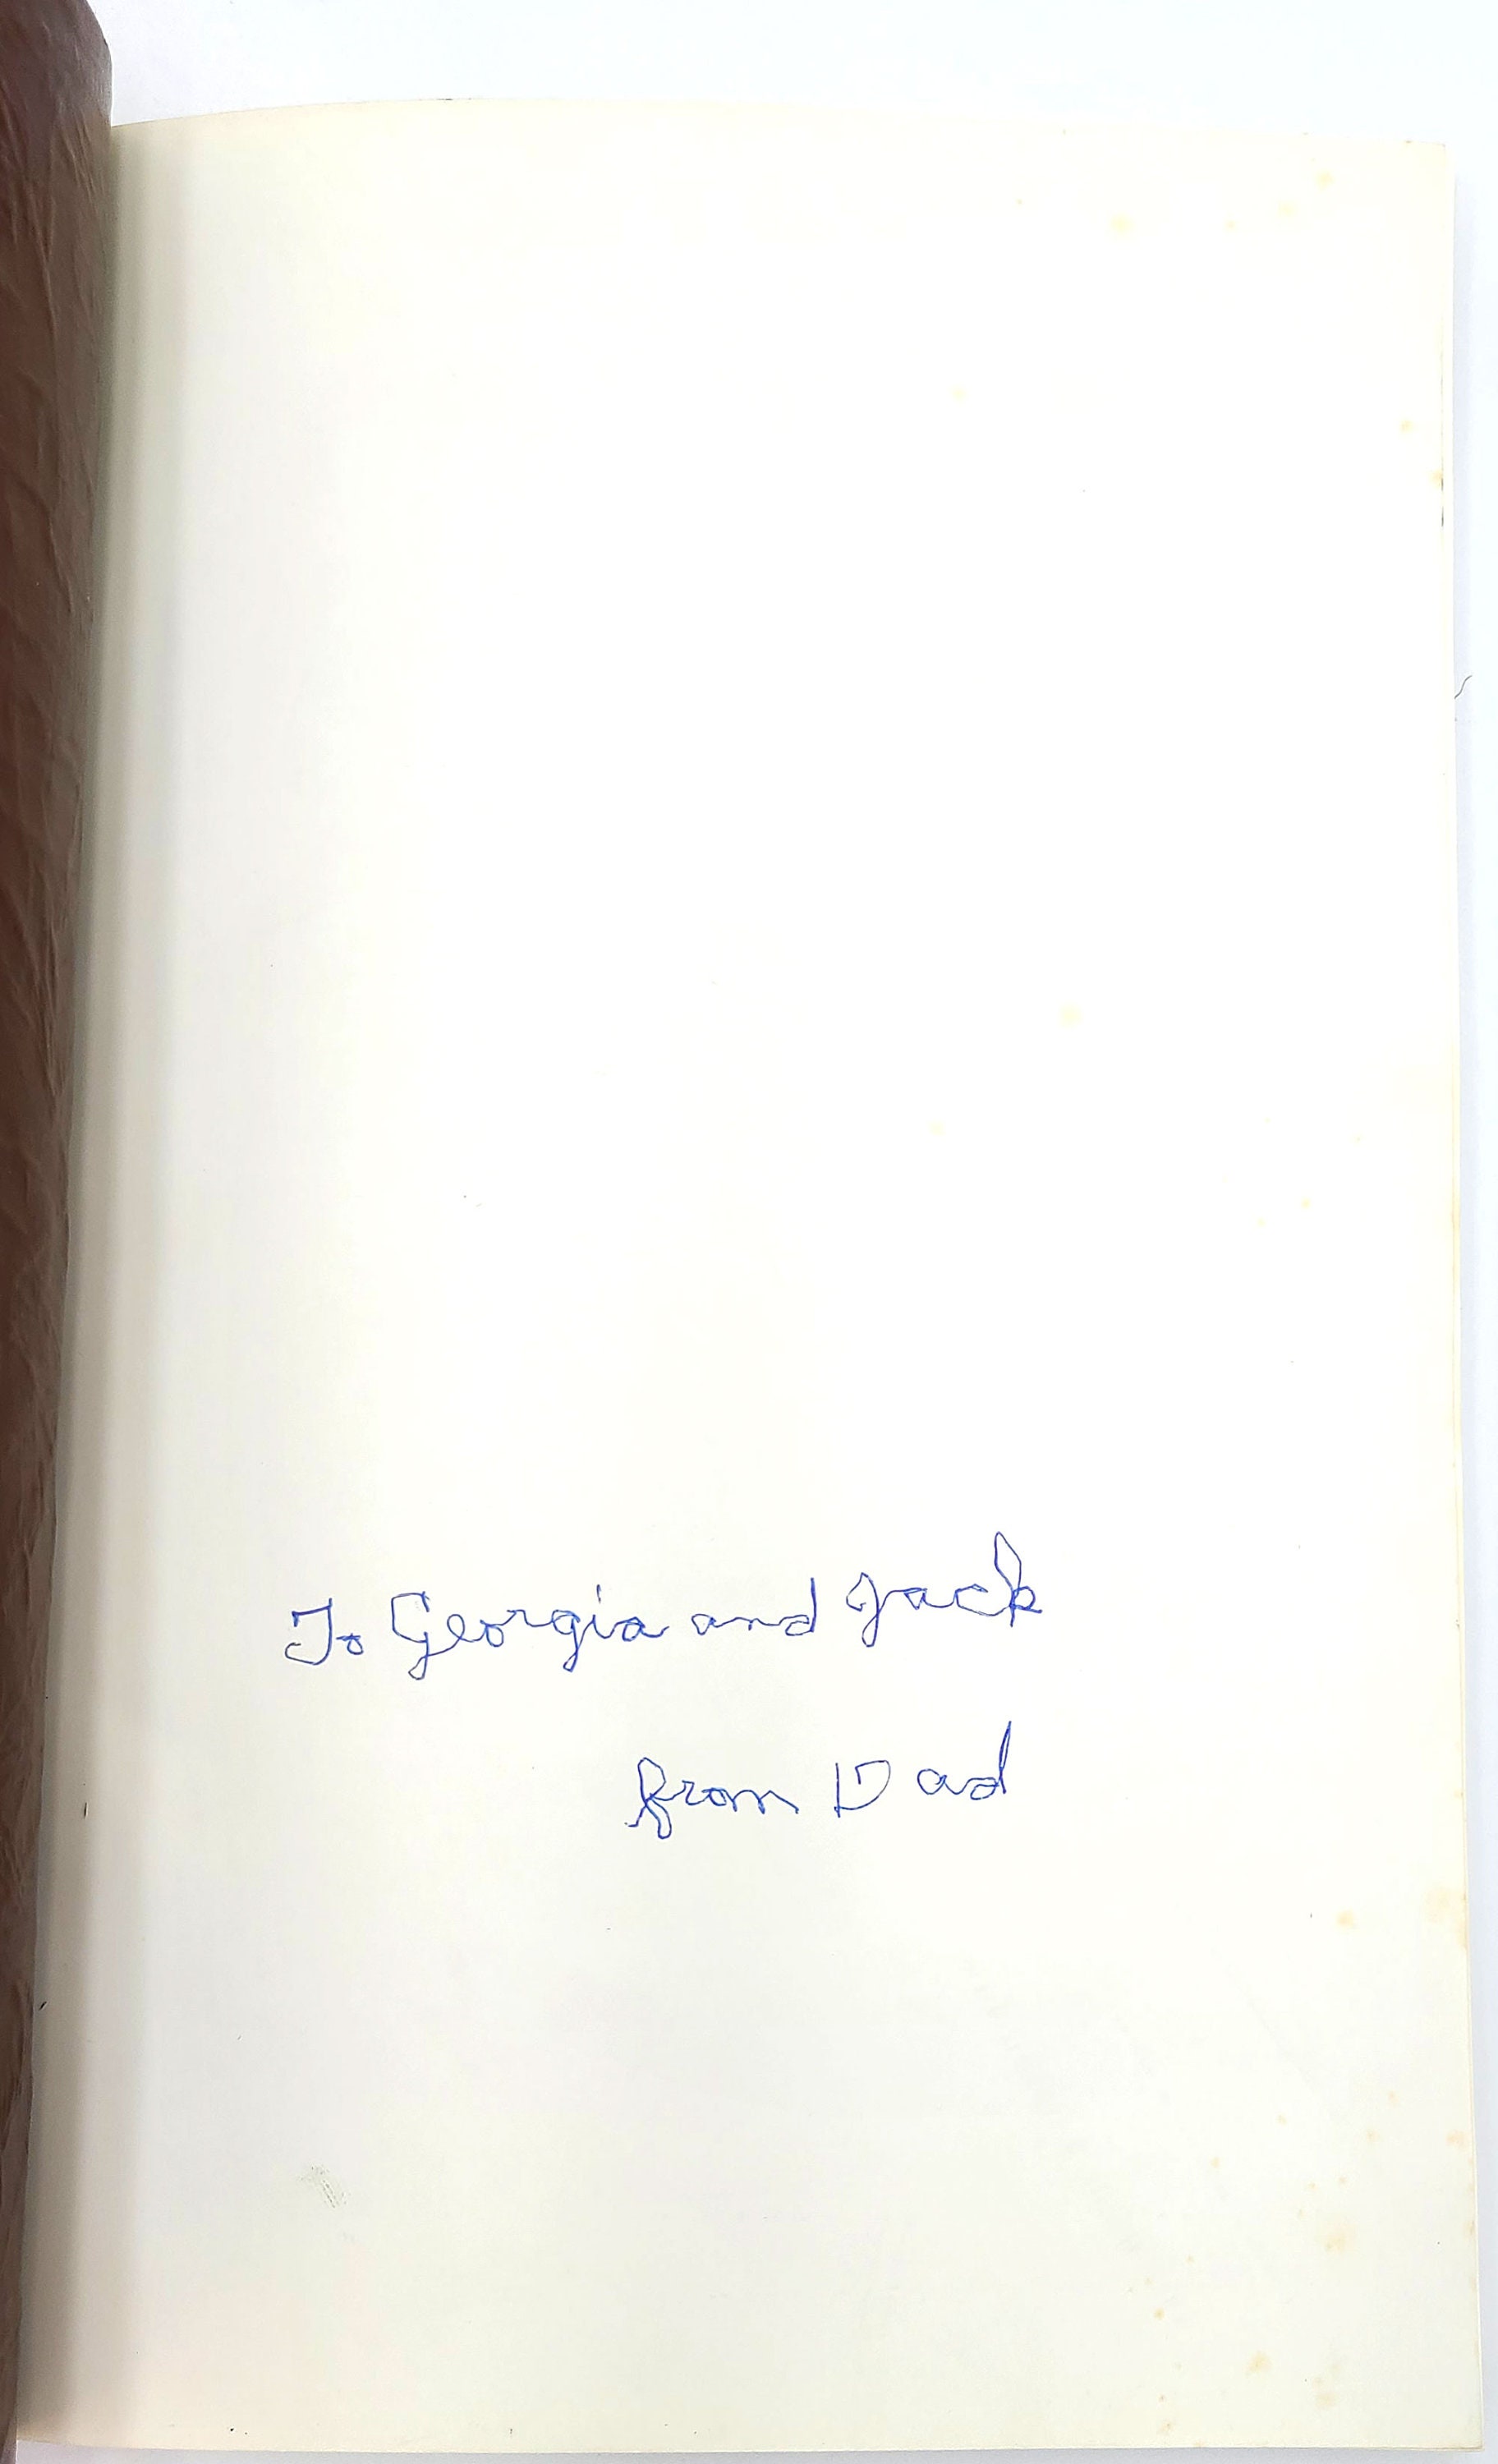 To Georgia and Jack
from Dad